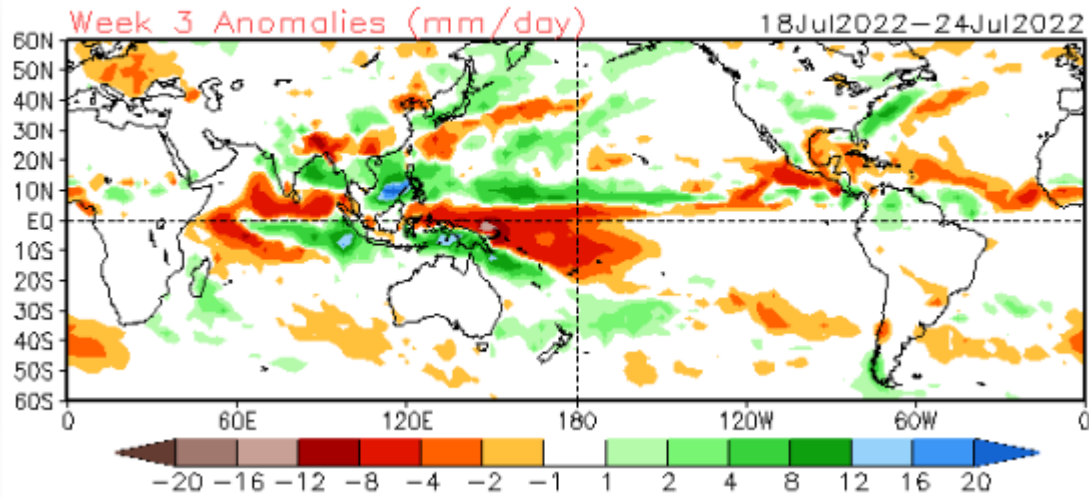 Week 3 Anomalies (mm/day) 18Jul2022-24Jul2022
60N
50N
40N
30N
20N
10N
EQ
10S
20S
30S
40S
50S
60S
0 60E 120E 180 120W 60W 0
-20 -16 -12 -8 -4 -2 -1 1 2 4 8 12 16 20